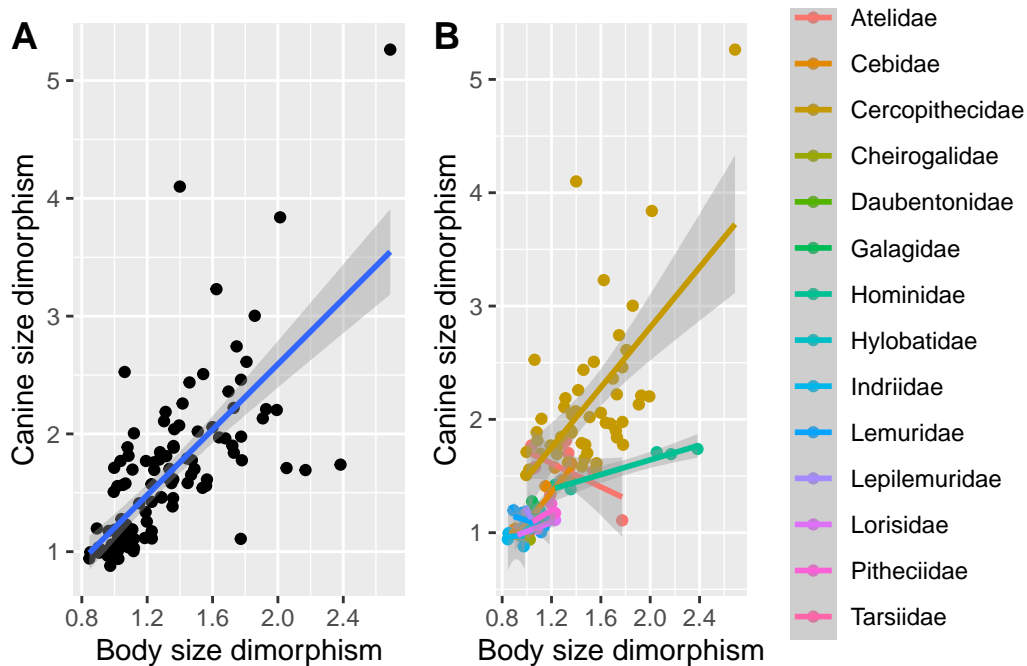 A
B
Canine size dimorphism
5
4
3
2
1
0.8 1.2 1.6 2.0 2.4
Body size dimorphism
Canine size dimorphism
5
4
3
2
1
0.8 1.2 1.6 2.0 2.4
Body size dimorphism
Atelidae
Cebidae
Cercopithecidae
Cheirogalidae
Daubentonidae
Galagidae
Hominidae
Hylobatidae
Indriidae
Lemuridae
Lepilemuridae
Lorisidae
Pitheciidae
Tarsiidae